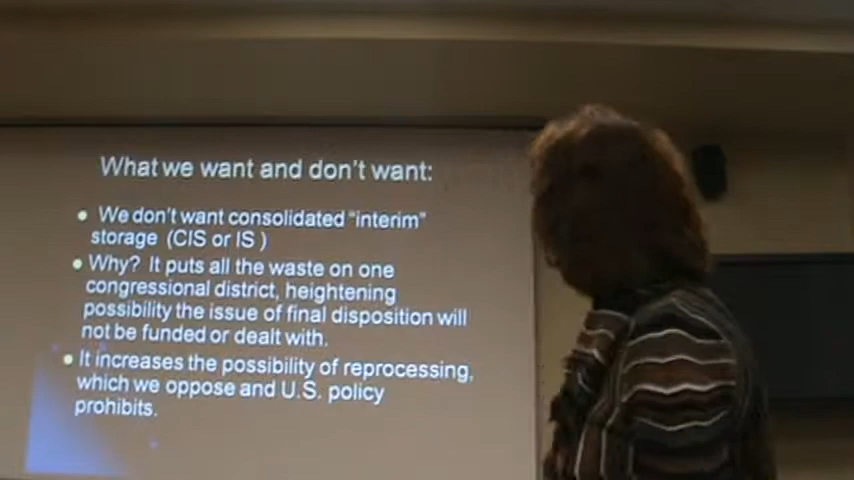 What we want and don't want:
• We don't want consolidated "interim"
storage (CIS or IS )
• Why? It puts all the waste on one
congressional district, heightening
possibility the issue of final disposition will
not be funded or dealt with.
• It increases the possibility of reprocessing,
which we oppose and U.S. policy
prohibits.